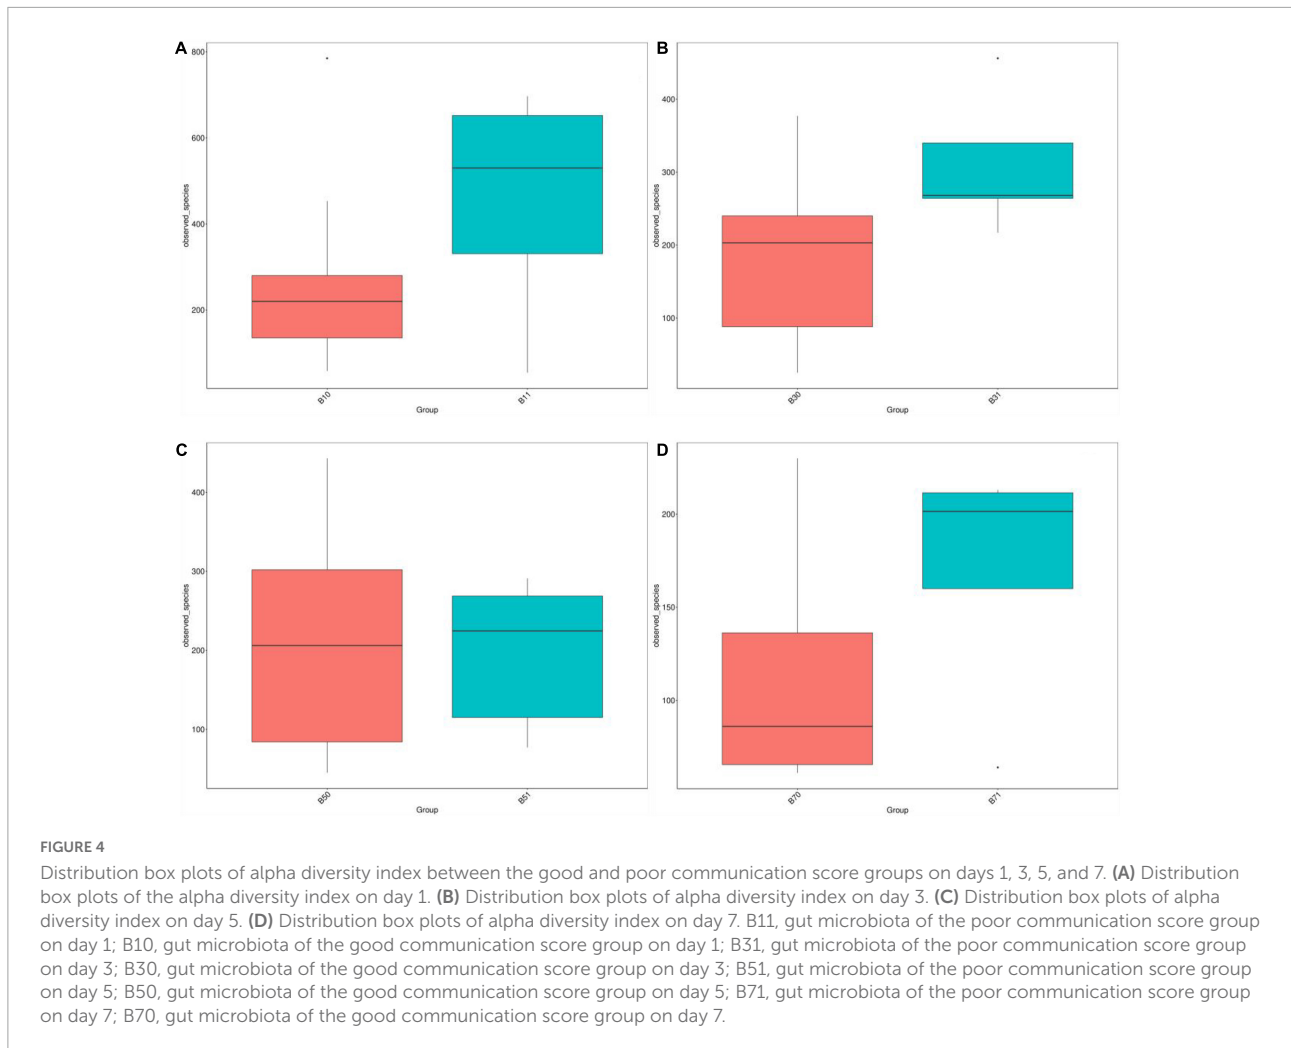 A
800
600
400
200
observed_species
B10
B11
Group
B
400
300
200
100
observed_species
B30
B31
Group
C
400
300
200
100
observed_species
B50
B51
Group
D
200
150
100
observed_species
B70
B71
Group
FIGURE 4
Distribution box plots of alpha diversity index between the good and poor communication score groups on days 1, 3, 5, and 7. (A) Distribution
box plots of the alpha diversity index on day 1. (B) Distribution box plots of alpha diversity index on day 3. (C) Distribution box plots of alpha
diversity index on day 5. (D) Distribution box plots of alpha diversity index on day 7. B11, gut microbiota of the poor communication score group
on day 1; B10, gut microbiota of the good communication score group on day 1; B31, gut microbiota of the poor communication score group
on day 3; B30, gut microbiota of the good communication score group on day 3; B51, gut microbiota of the poor communication score group
on day 5; B50, gut microbiota of the good communication score group on day 5; B71, gut microbiota of the poor communication score group
on day 7; B70, gut microbiota of the good communication score group on day 7.